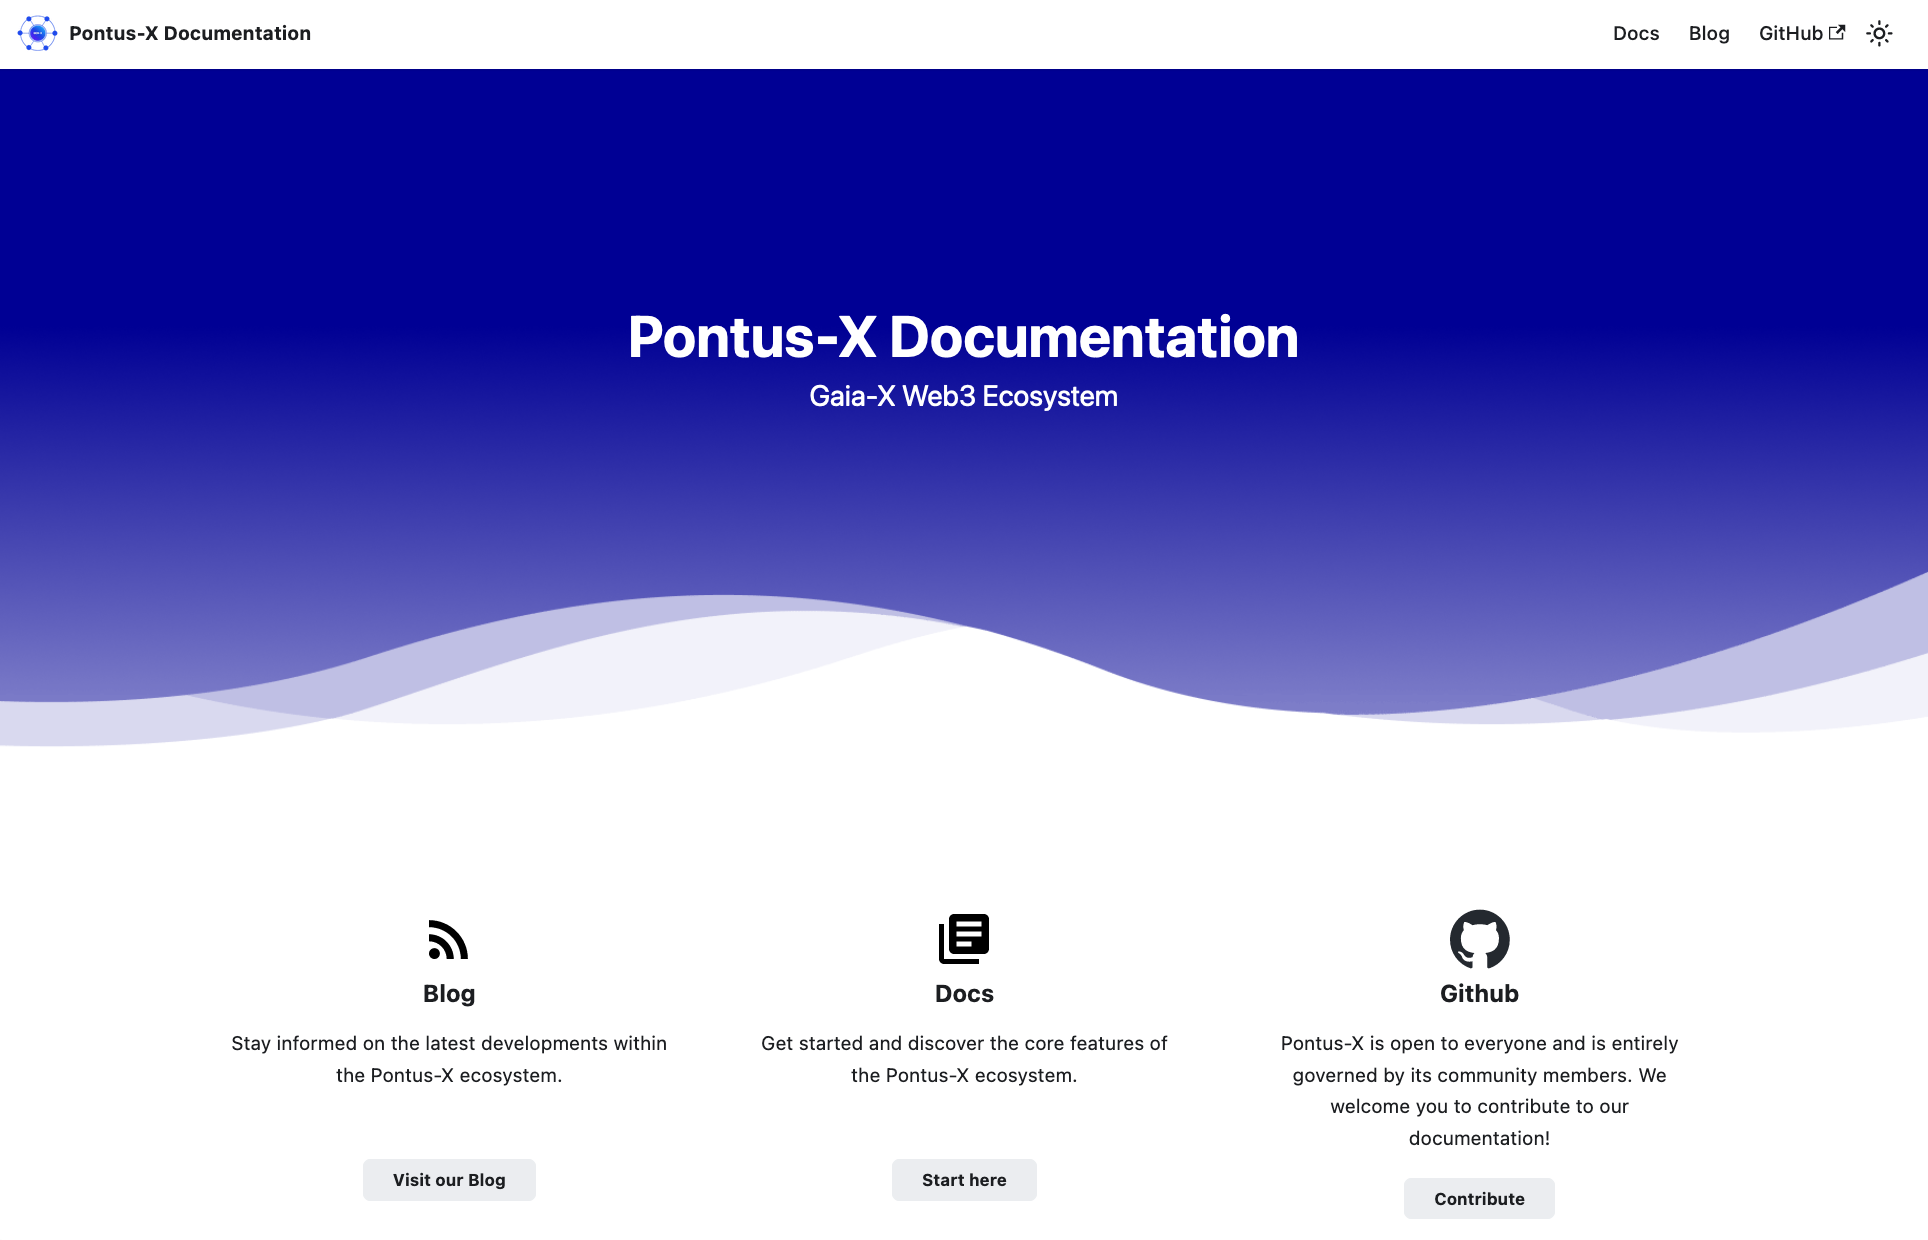 Pontus-X Documentation
Docs
Blog
GitHub
Pontus-X Documentation
Gaia-X Web3 Ecosystem
Blog
Stay informed on the latest developments within
the Pontus-X ecosystem.
Visit our Blog
Docs
Get started and discover the core features of
the Pontus-X ecosystem.
Start here
Github
Pontus-X is open to everyone and is entirely
governed by its community members. We
welcome you to contribute to our
documentation!
Contribute